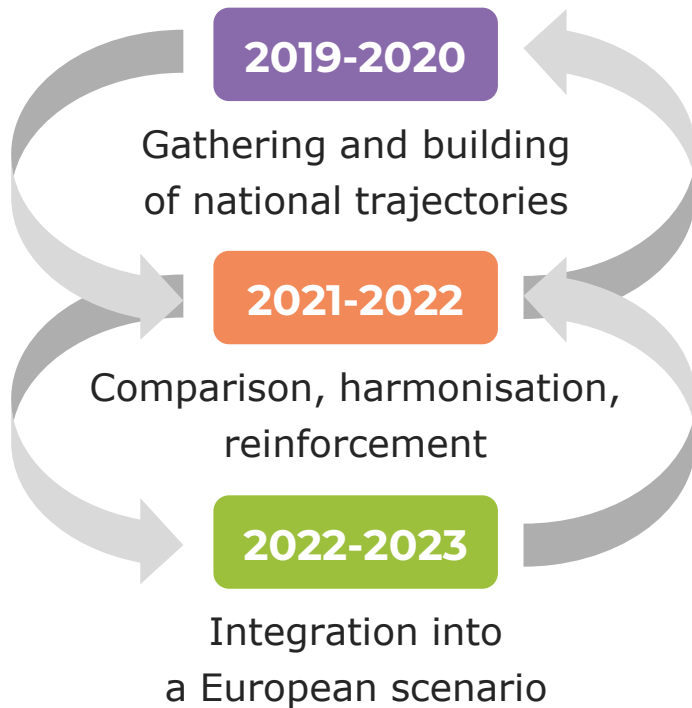 2019-2020
Gathering and building
of national trajectories
2021-2022
Comparison, harmonisation,
reinforcement
2022-2023
Integration into
a European scenario